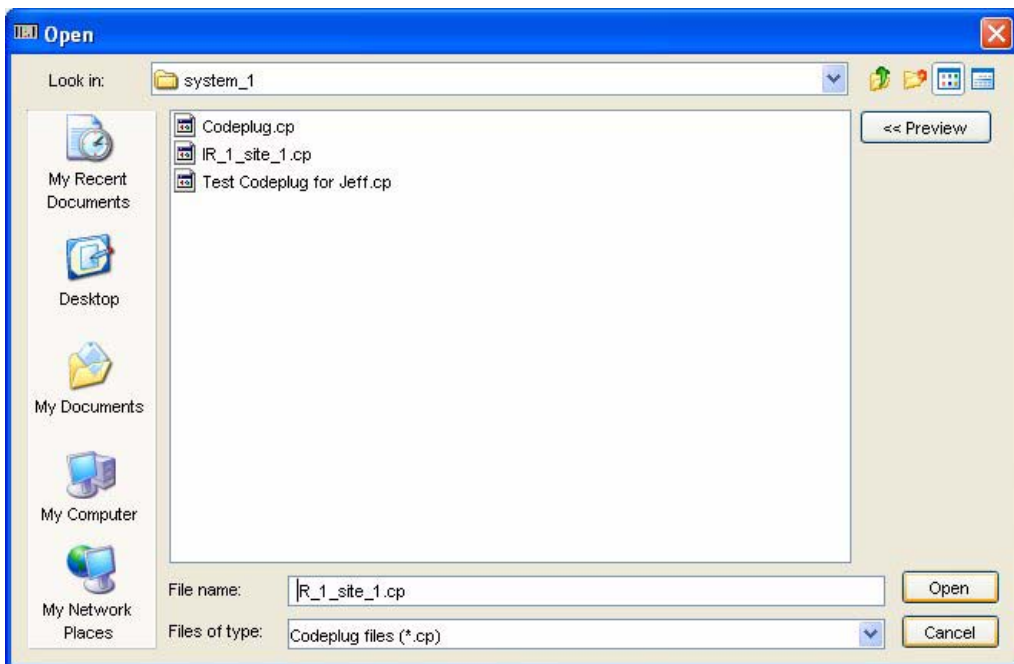 Open
Look in:
system_1
<< Preview
Codeplug.cp
IR_1_site_1.cp
Test Codeplug for Jeff.cp
My Recent
Documents
Desktop
My Documents
My Computer
My Network
Places
File name:
IR_1_site_1.cp
Open
Files of type:
Codeplug files (*.cp)
Cancel